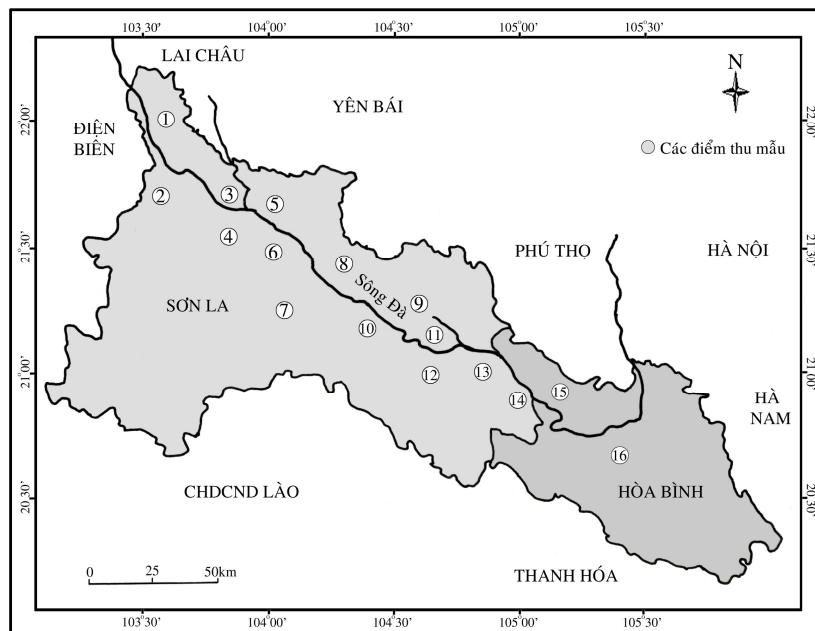 103.30' 104.00' 104.30' 105.00' 105.30'
LAI CHÂU
N
YÊN BÁI
22°00' 22°00'
ĐIỆN
BIÊN
1
Các điểm thu mẫu
2
3
5
4
6
21°30' 21°30'
PHÚ THỌ
HÀ NỘI
8
Sông Đà
9
SƠN LA
7
10
11
12
13
21°00' 21°00'
14
15
HÀ
NAM
16
CHDCND LÀO
HÒA BÌNH
20°30' 20°30'
0 25 50km
THANH HÓA
103°30' 104°00' 104°30' 105°00' 105°30'